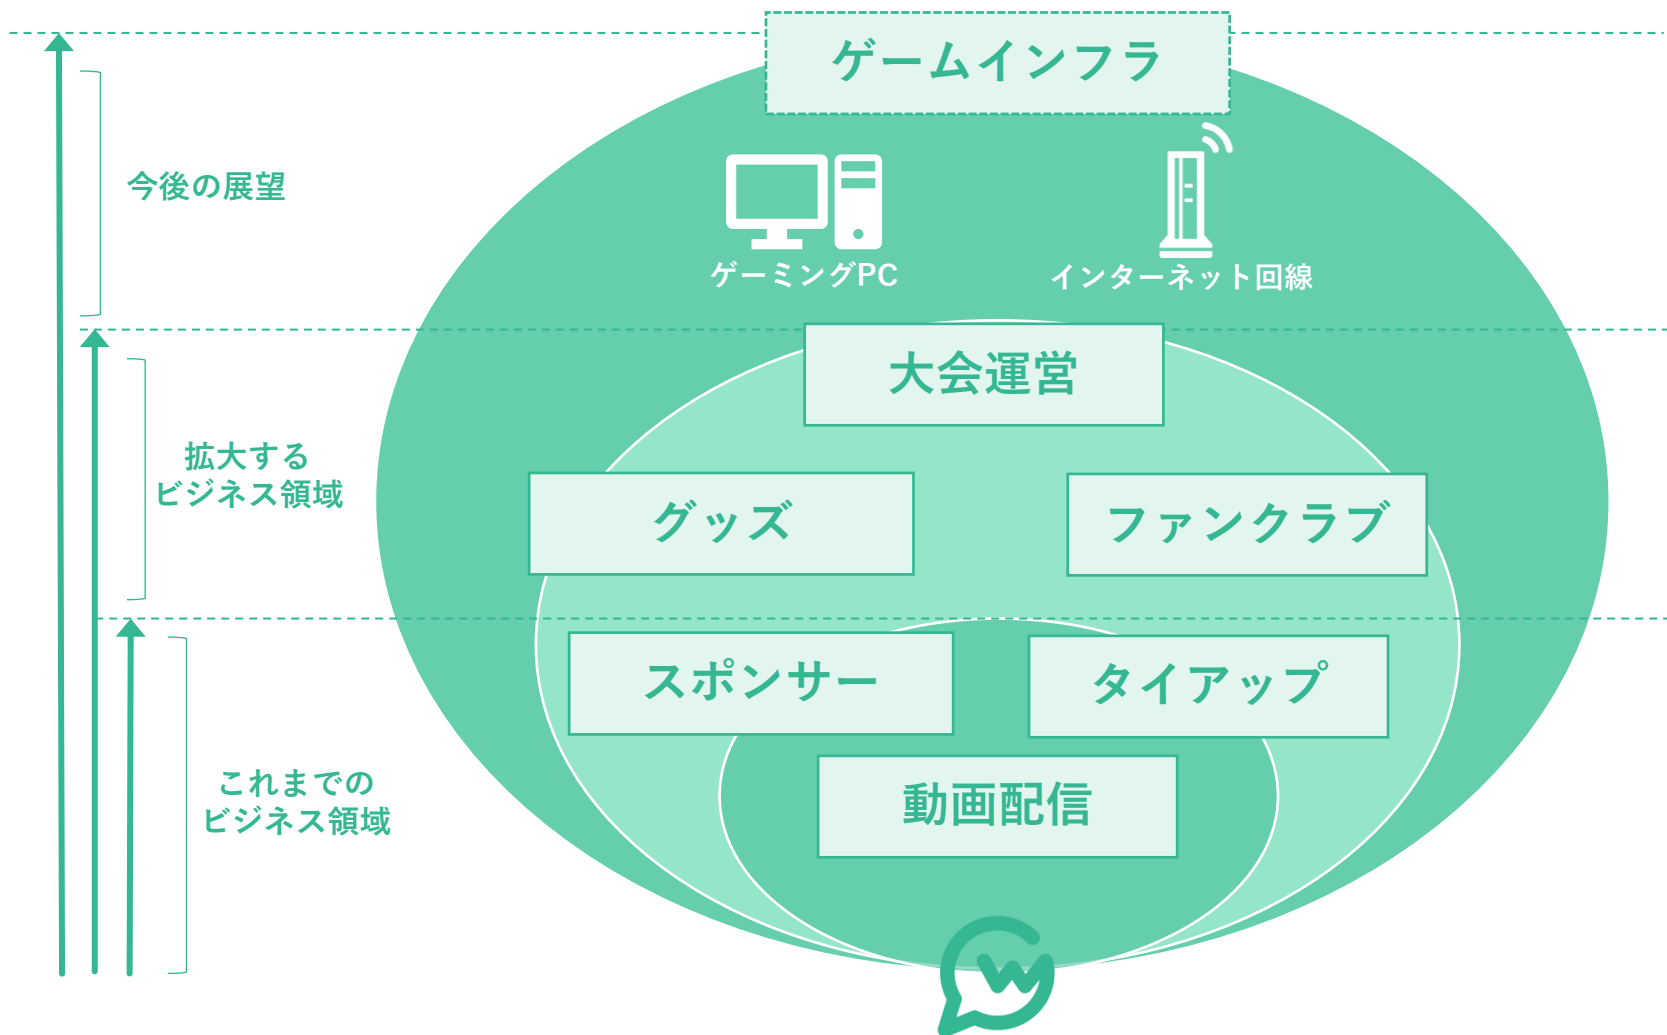 ゲームインフラ
今後の展望
ゲーミングPC
インターネット回線
大会運営
拡大する
ビジネス領域
グッズ
ファンクラブ
スポンサー
タイアップ
これまでの
ビジネス領域
動画配信